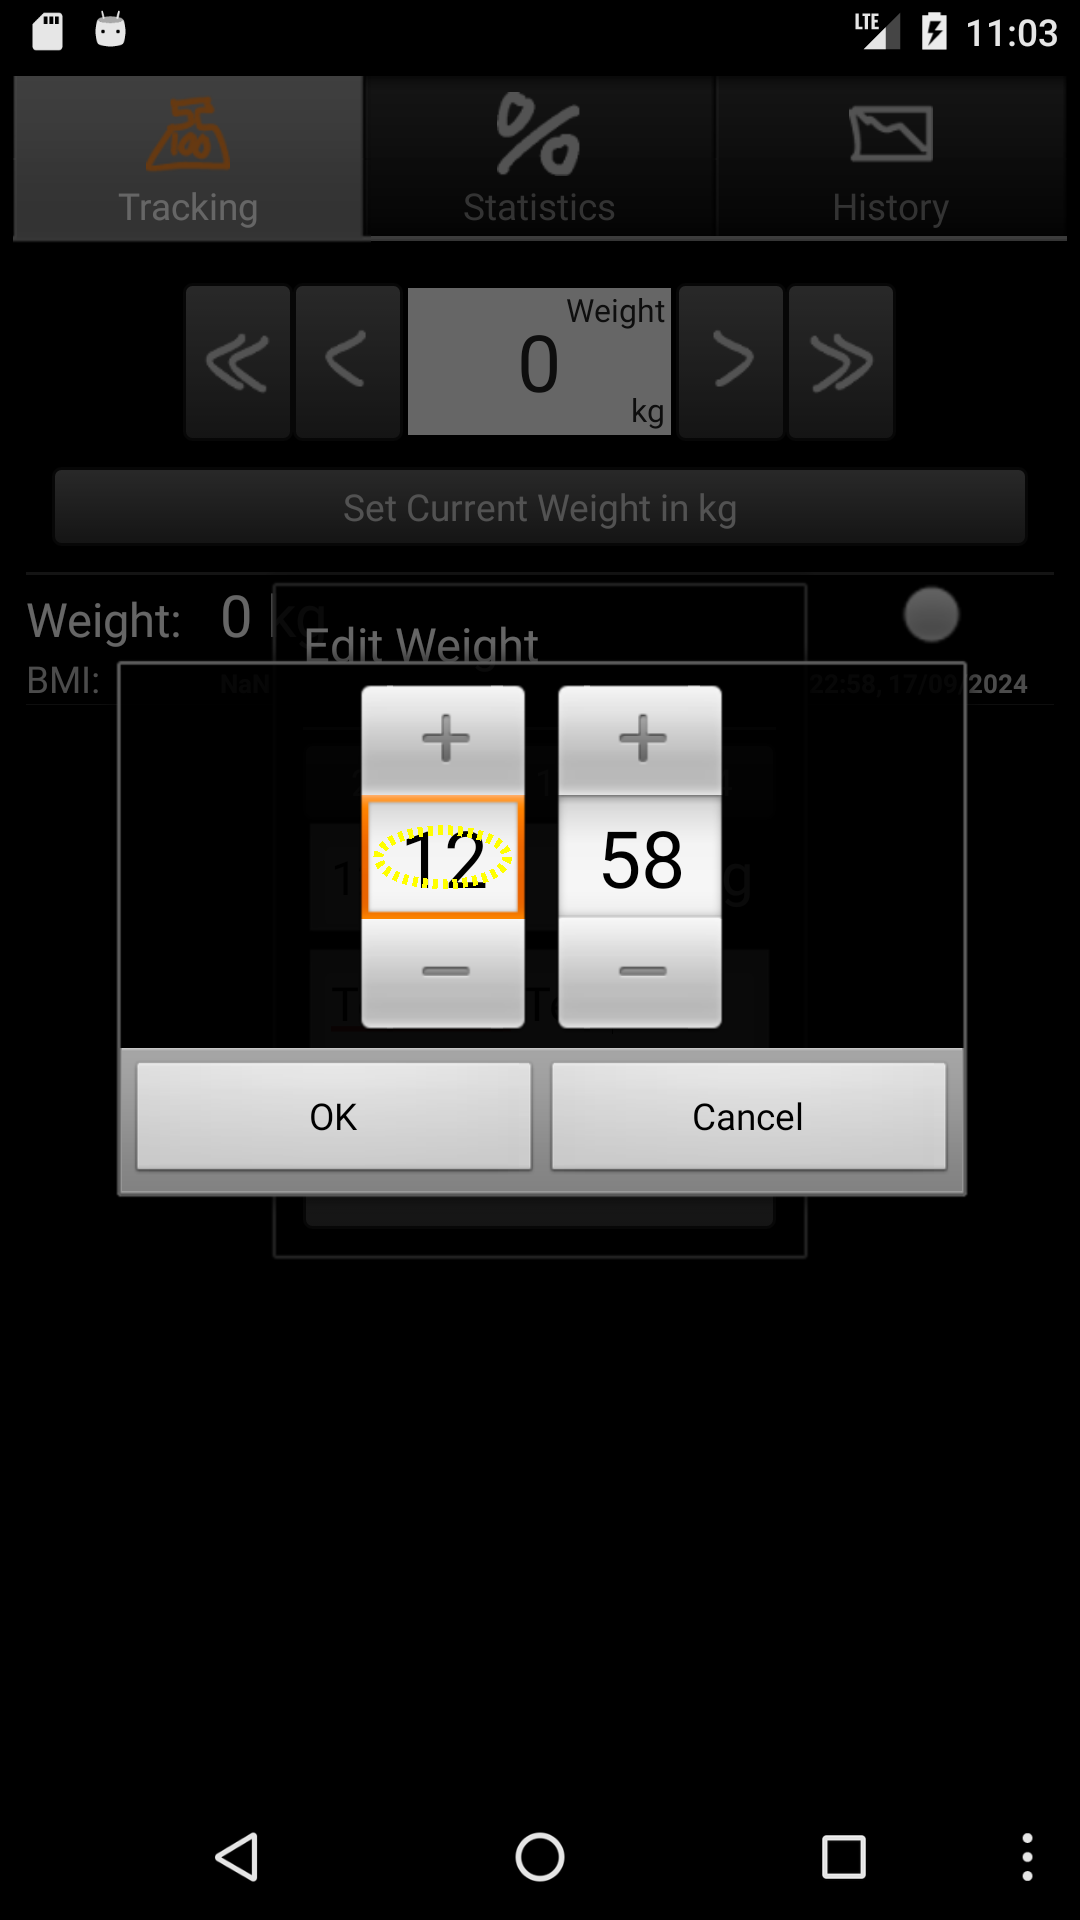 LTE 11:03
50 100
Tracking
Statistics
History
Weight
0
kg
Set Current Weight in kg
Weight: 0 kg
Edit Weight
BMI: NaN 22:58, 17/09/2024
12
58
OK
Cancel